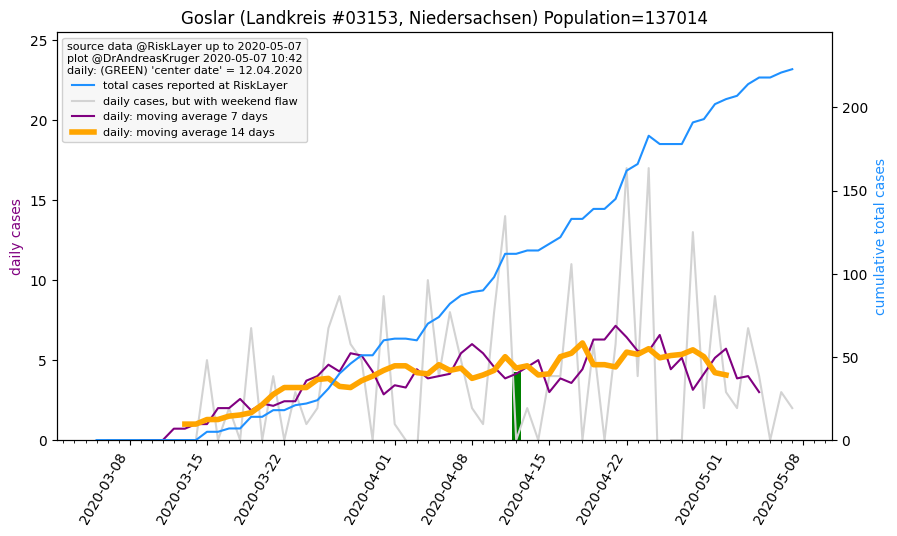 Goslar (Landkreis #03153, Niedersachsen) Population=137014
source data @RiskLayer up to 2020-05-07
plot @DrAndreasKruger 2020-05-07 10:42
daily: (GREEN) 'center date' = 12.04.2020
total cases reported at RiskLayer
daily cases, but with weekend flaw
daily: moving average 7 days
daily: moving average 14 days
daily cases
25
20
15
10
5
0
cumulative total cases
200
150
100
50
0
2020-03-08
2020-03-15
2020-03-22
2020-04-01
2020-04-08
2020-04-15
2020-04-22
2020-05-01
2020-05-08